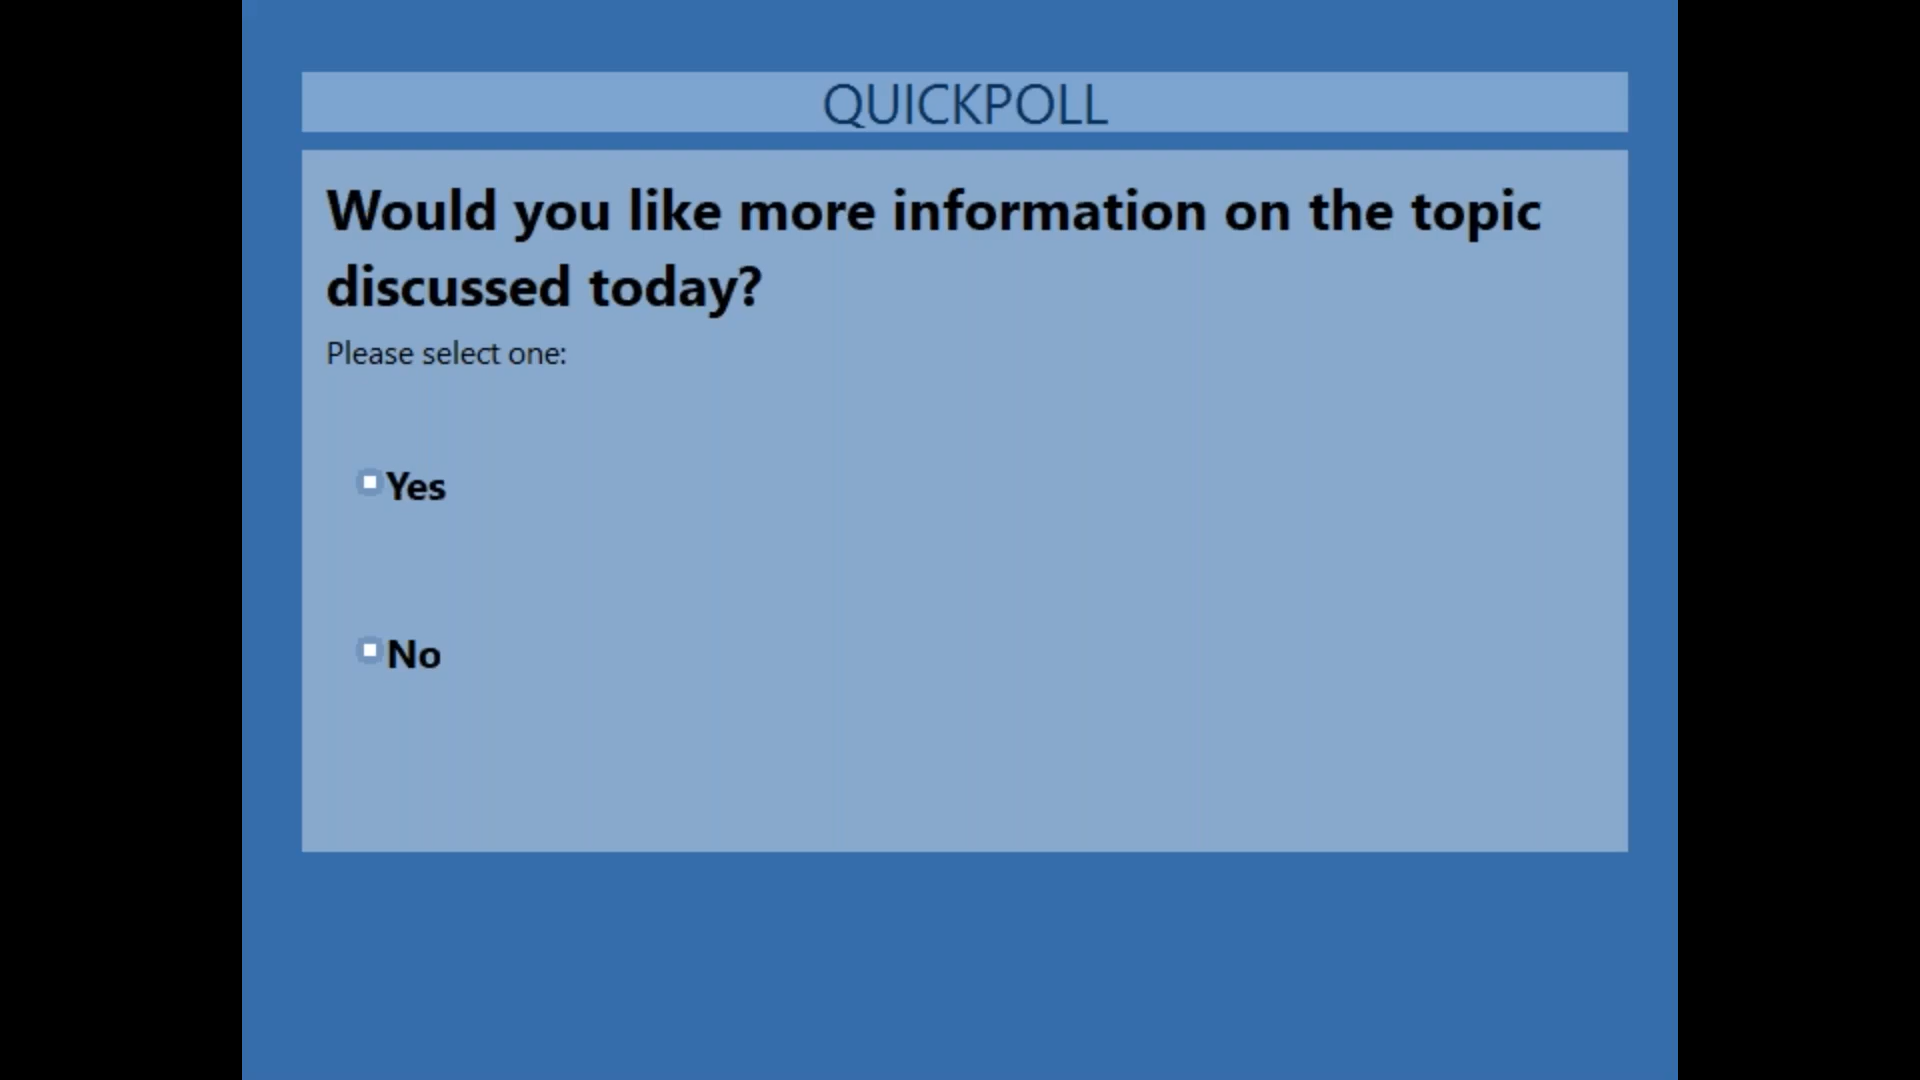 QUICKPOLL
Would you like more information on the topic
discussed today?
Please select one:
Yes
No